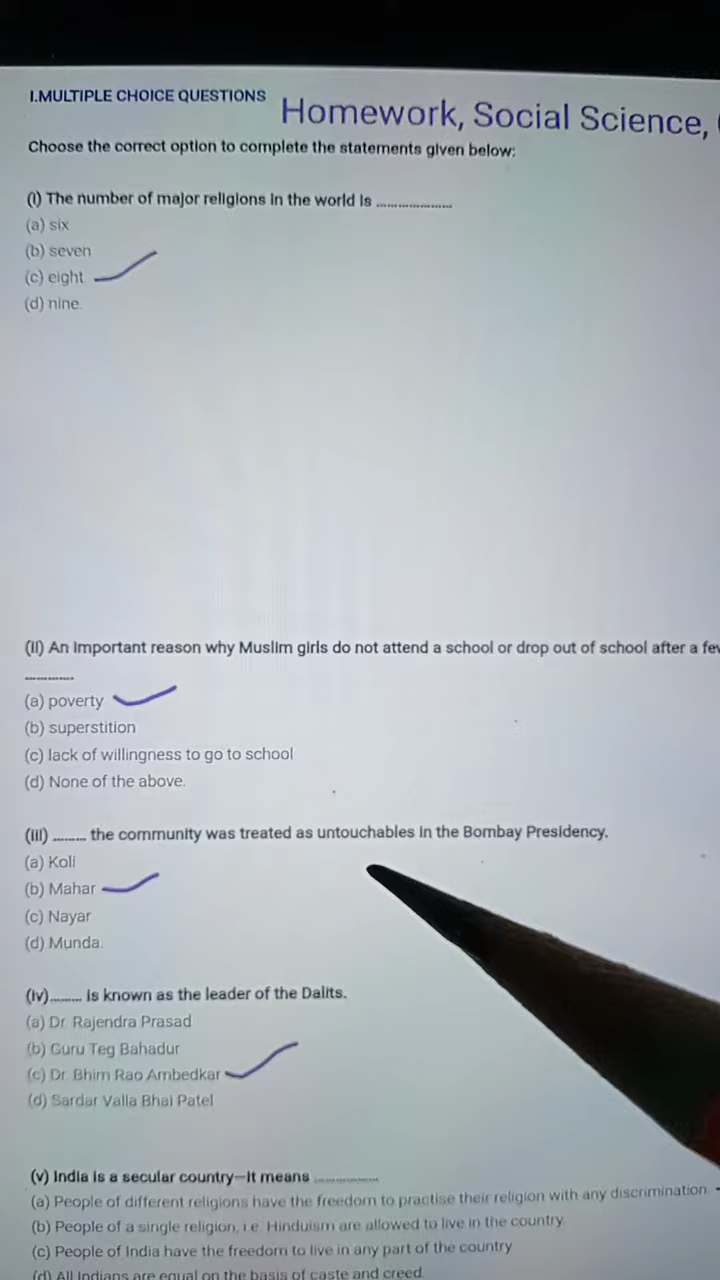 I.MULTIPLE CHOICE QUESTIONS
Homework, Social Science,
Choose the correct option to complete the statements given below:
(i) The number of major religions in the world is ....................
(a) six
(b) seven
(c) eight
(d) nine.
(ii) An important reason why Muslim girls do not attend a school or drop out of school after a
.............
(a) poverty
(b) superstition
(c) lack of willingness to go to school
(d) None of the above.
(iii) ......... the community was treated as untouchables in the Bombay Presidency.
(a) Koli
(b) Mahar
(c) Nayar
(d) Munda.
(iv)......... is known as the leader of the Dalits.
(a) Dr. Rajendra Prasad
(b) Guru Teg Bahadur
(c) Dr. Bhim Rao Ambedkar
(d) Sardar Valla Bhai Patel
(v) India is a secular country—It means .................
(a) People of different religions have the freedom to practise their religion with any discrimination.
(b) People of a single religion, i.e. Hinduism are allowed to live in the country.
(c) People of India have the freedom to live in any part of the country
(d) All Indians are equal on the basis of caste and creed.